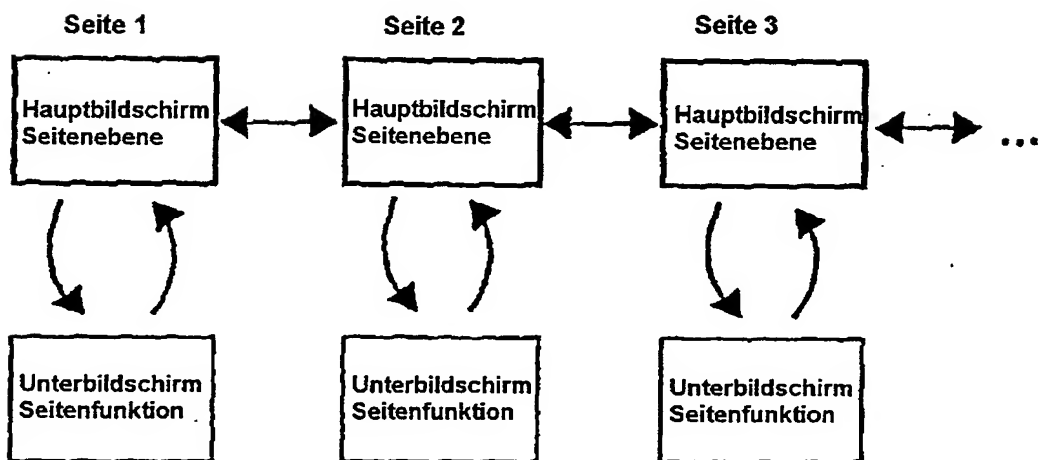 Seite 1
Seite 2
Seite 3
Hauptbildschirm
Seitenebene
Hauptbildschirm
Seitenebene
Hauptbildschirm
Seitenebene
...
Unterbildschirm
Seitenfunktion
Unterbildschirm
Seitenfunktion
Unterbildschirm
Seitenfunktion